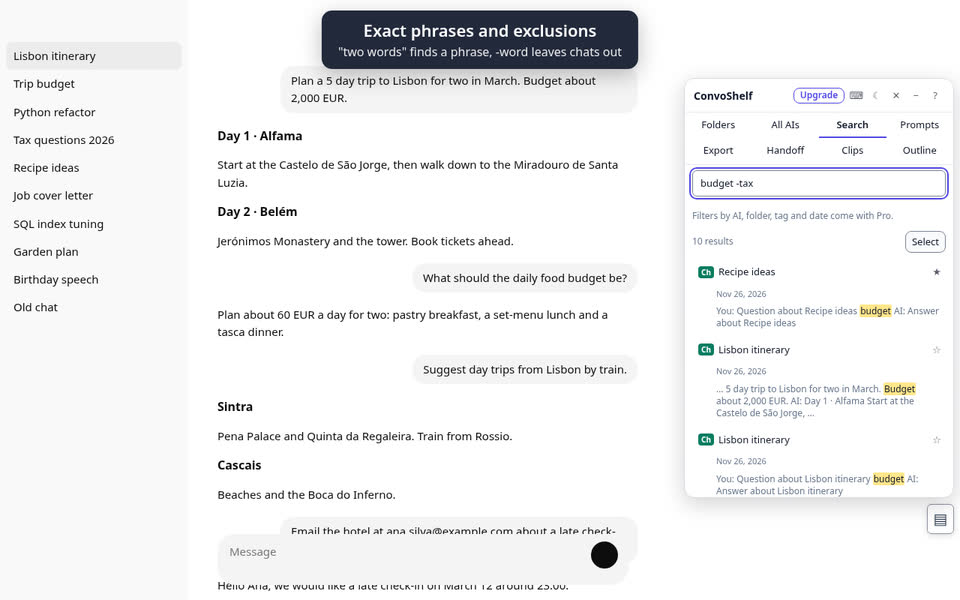 Exact phrases and exclusions
"two words" finds a phrase, -word leaves chats out
Lisbon itinerary
Trip budget
Python refactor
Tax questions 2026
Recipe ideas
Job cover letter
SQL index tuning
Garden plan
Birthday speech
Old chat
Plan a 5 day trip to Lisbon for two in March. Budget about
2,000 EUR.
Day 1 · Alfama
Start at the Castelo de São Jorge, then walk down to the Miradouro de Santa
Luzia.
Day 2 · Belém
Jerónimos Monastery and the tower. Book tickets ahead.
What should the daily food budget be?
Plan about 60 EUR a day for two: pastry breakfast, a set-menu lunch and a
tasca dinner.
Suggest day trips from Lisbon by train.
Sintra
Pena Palace and Quinta da Regaleira. Train from Rossio.
Cascais
Beaches and the Boca do Inferno.
Email the hotel at ana.silva@example.com about a late check-
Message
Hello Ana, we would like a late check-in on March 12 around 23:00.
ConvoShelf
Upgrade
?
Folders
All AIs
Search
Prompts
Export
Handoff
Clips
Outline
budget -tax
Filters by AI, folder, tag and date come with Pro.
10 results
Select
Ch Recipe ideas
Nov 26, 2026
You: Question about Recipe ideas budget AI: Answer
about Recipe ideas
Ch Lisbon itinerary
Nov 26, 2026
... 5 day trip to Lisbon for two in March. Budget
about 2,000 EUR. AI: Day 1 · Alfama Start at the
Castelo de São Jorge, ...
Ch Lisbon itinerary
Nov 26, 2026
You: Question about Lisbon itinerary budget AI:
Answer about Lisbon itinerary